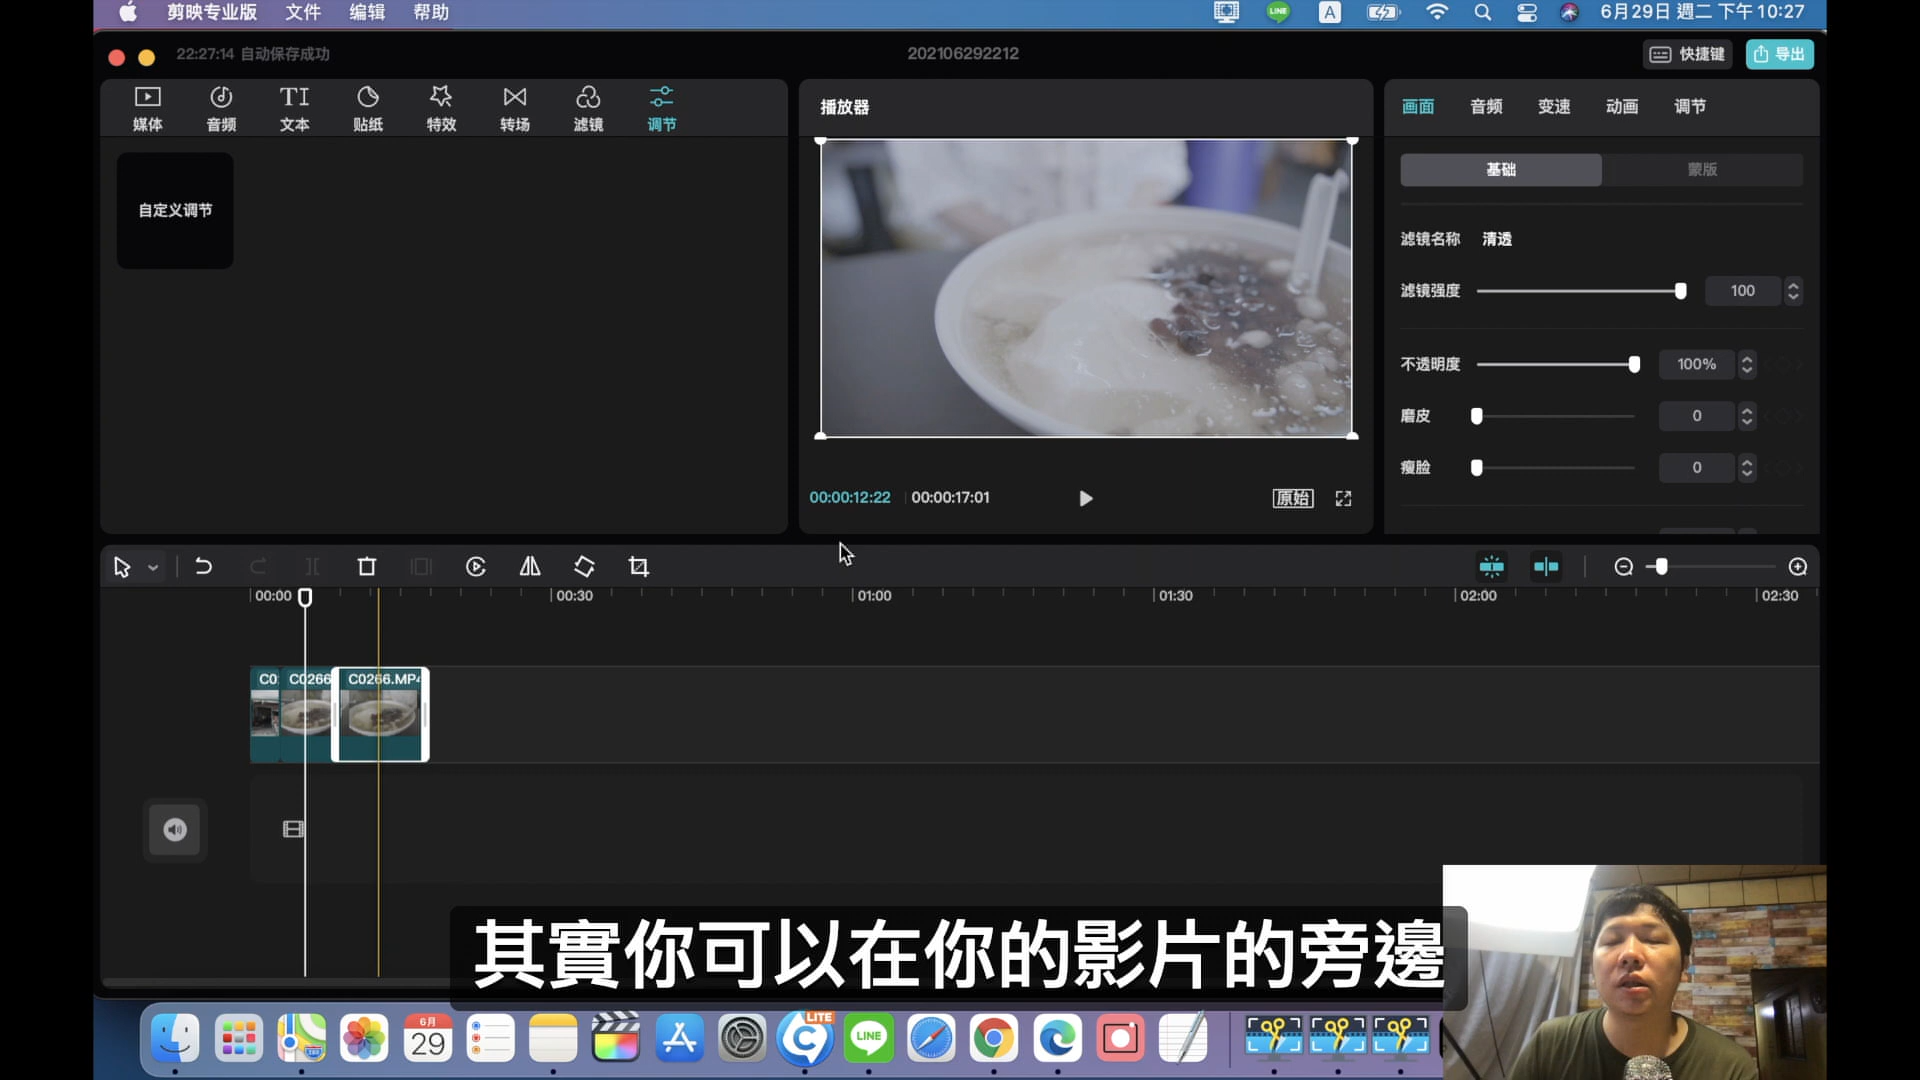 剪映专业版 文件 编辑 帮助
LINE A 6月29日 週二 下午10:27
22:27:14 自动保存成功
202106292212
快捷键 导出
媒体 音频 TI 文本 贴纸 特效 转场 滤镜 调节
自定义调节
播放器
画面 音频 变速 动画 调节
基础 蒙版
滤镜名称 清透
滤镜强度 100
不透明度 100%
磨皮 0
瘦脸 0
00:00:12:22 00:00:17:01 原始
00:00 00:30 01:00 01:30 02:00 02:30
C0 C0266 C0266.MP4
其實你可以在你的影片的旁邊
6月
29
LITE
LINE